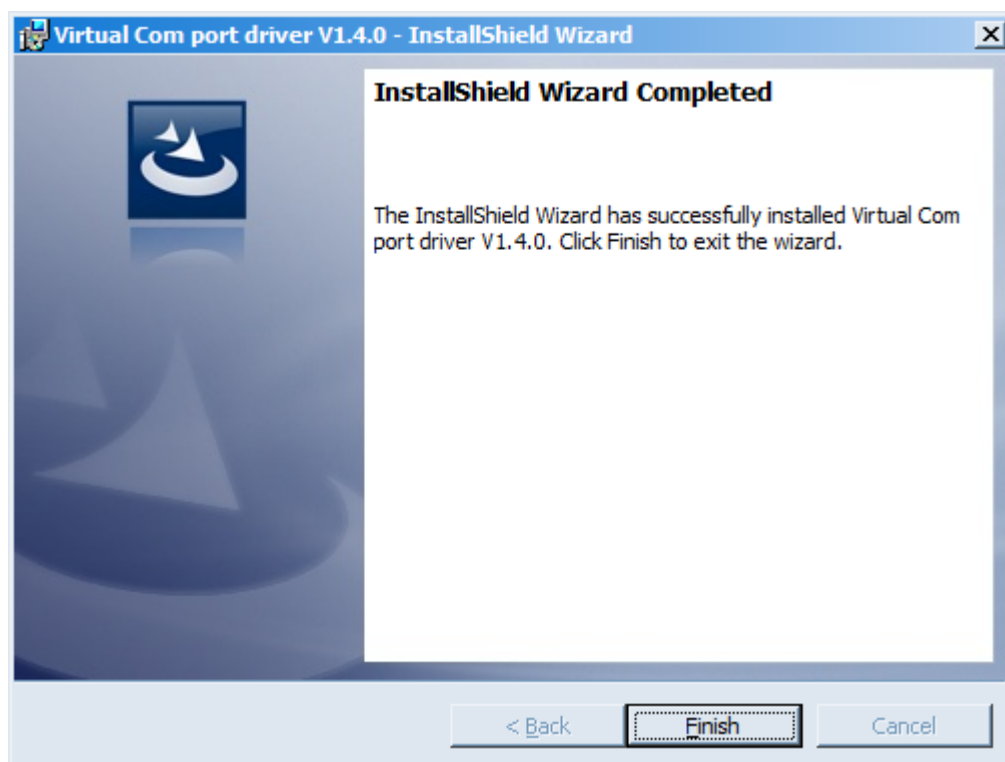 Virtual Com port driver V1.4.0 - InstallShield Wizard
InstallShield Wizard Completed
The InstallShield Wizard has successfully installed Virtual Com
port driver V1.4.0. Click Finish to exit the wizard.
< Back
Finish
Cancel